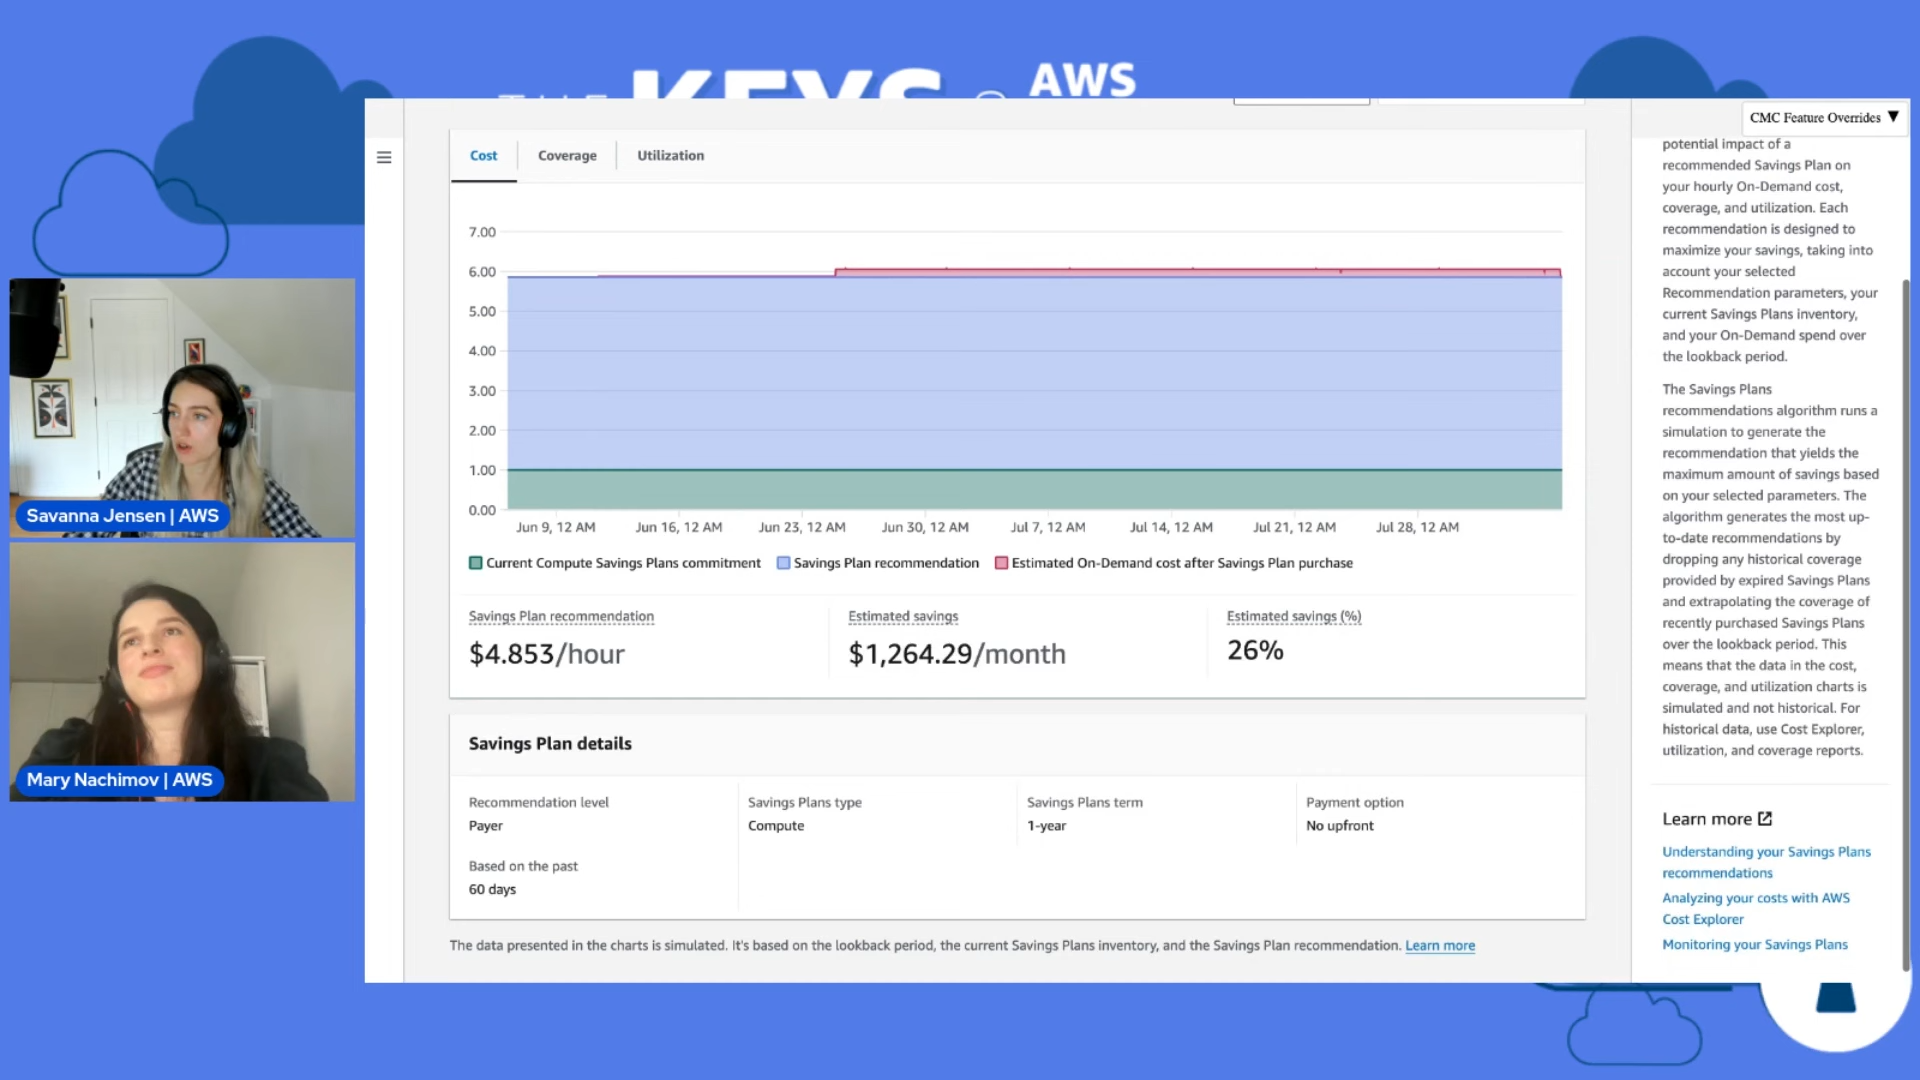 THE KEYS AWS
CMC Feature Overrides ▼
Cost
Coverage
Utilization
7.00
6.00
5.00
4.00
3.00
2.00
1.00
0.00
Jun 9, 12 AM
Jun 16, 12 AM
Jun 23, 12 AM
Jun 30, 12 AM
Jul 7, 12 AM
Jul 14, 12 AM
Jul 21, 12 AM
Jul 28, 12 AM
Current Compute Savings Plans commitment
Savings Plan recommendation
Estimated On-Demand cost after Savings Plan purchase
Savings Plan recommendation
$4.853/hour
Estimated savings
$1,264.29/month
Estimated savings (%)
26%
Savings Plan details
Recommendation level
Payer
Savings Plans type
Compute
Savings Plans term
1-year
Payment option
No upfront
Based on the past
60 days
The data presented in the charts is simulated. It's based on the lookback period, the current Savings Plans inventory, and the Savings Plan recommendation. Learn more
potential impact of a
recommended Savings Plan on
your hourly On-Demand cost,
coverage, and utilization. Each
recommendation is designed to
maximize your savings, taking into
account your selected
Recommendation parameters, your
current Savings Plans inventory,
and your On-Demand spend over
the lookback period.
The Savings Plans
recommendations algorithm runs a
simulation to generate the
recommendation that yields the
maximum amount of savings based
on your selected parameters. The
algorithm generates the most up-
to-date recommendations by
dropping any historical coverage
provided by expired Savings Plans
and extrapolating the coverage of
recently purchased Savings Plans
over the lookback period. This
means that the data in the cost,
coverage, and utilization charts is
simulated and not historical. For
historical data, use Cost Explorer,
utilization, and coverage reports.
Learn more
Understanding your Savings Plans
recommendations
Analyzing your costs with AWS
Cost Explorer
Monitoring your Savings Plans
Savanna Jensen | AWS
Mary Nachimov | AWS